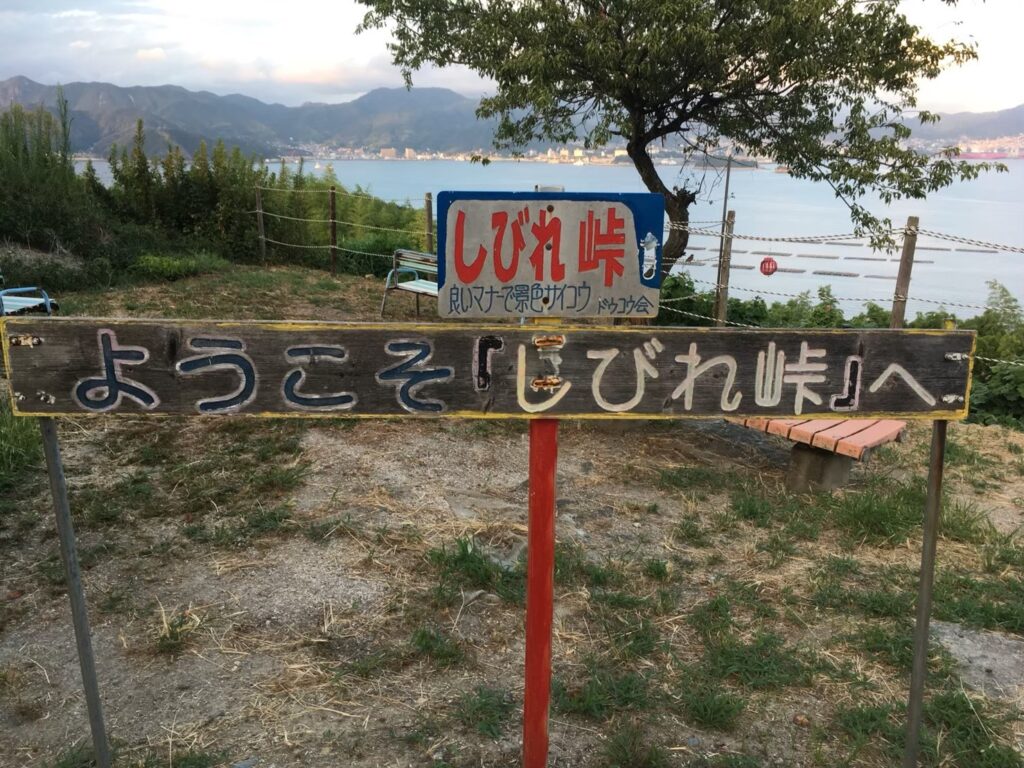 しびれ峠
良いマナーで景色サイコウ ドゥコウ会
ようこそ『しびれ峠』へ